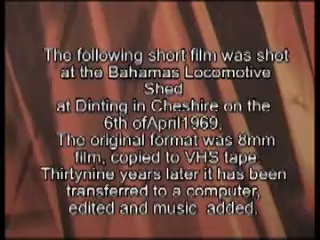 The following short film was shot
at the Bahamas Locomotive
Shed
at Dinting in Cheshire on the
6th ofApril1969.
The original format was 8mm
film, copied to VHS tape.
Thirtynine years later it has been
transferred to a computer,
edited and music added.